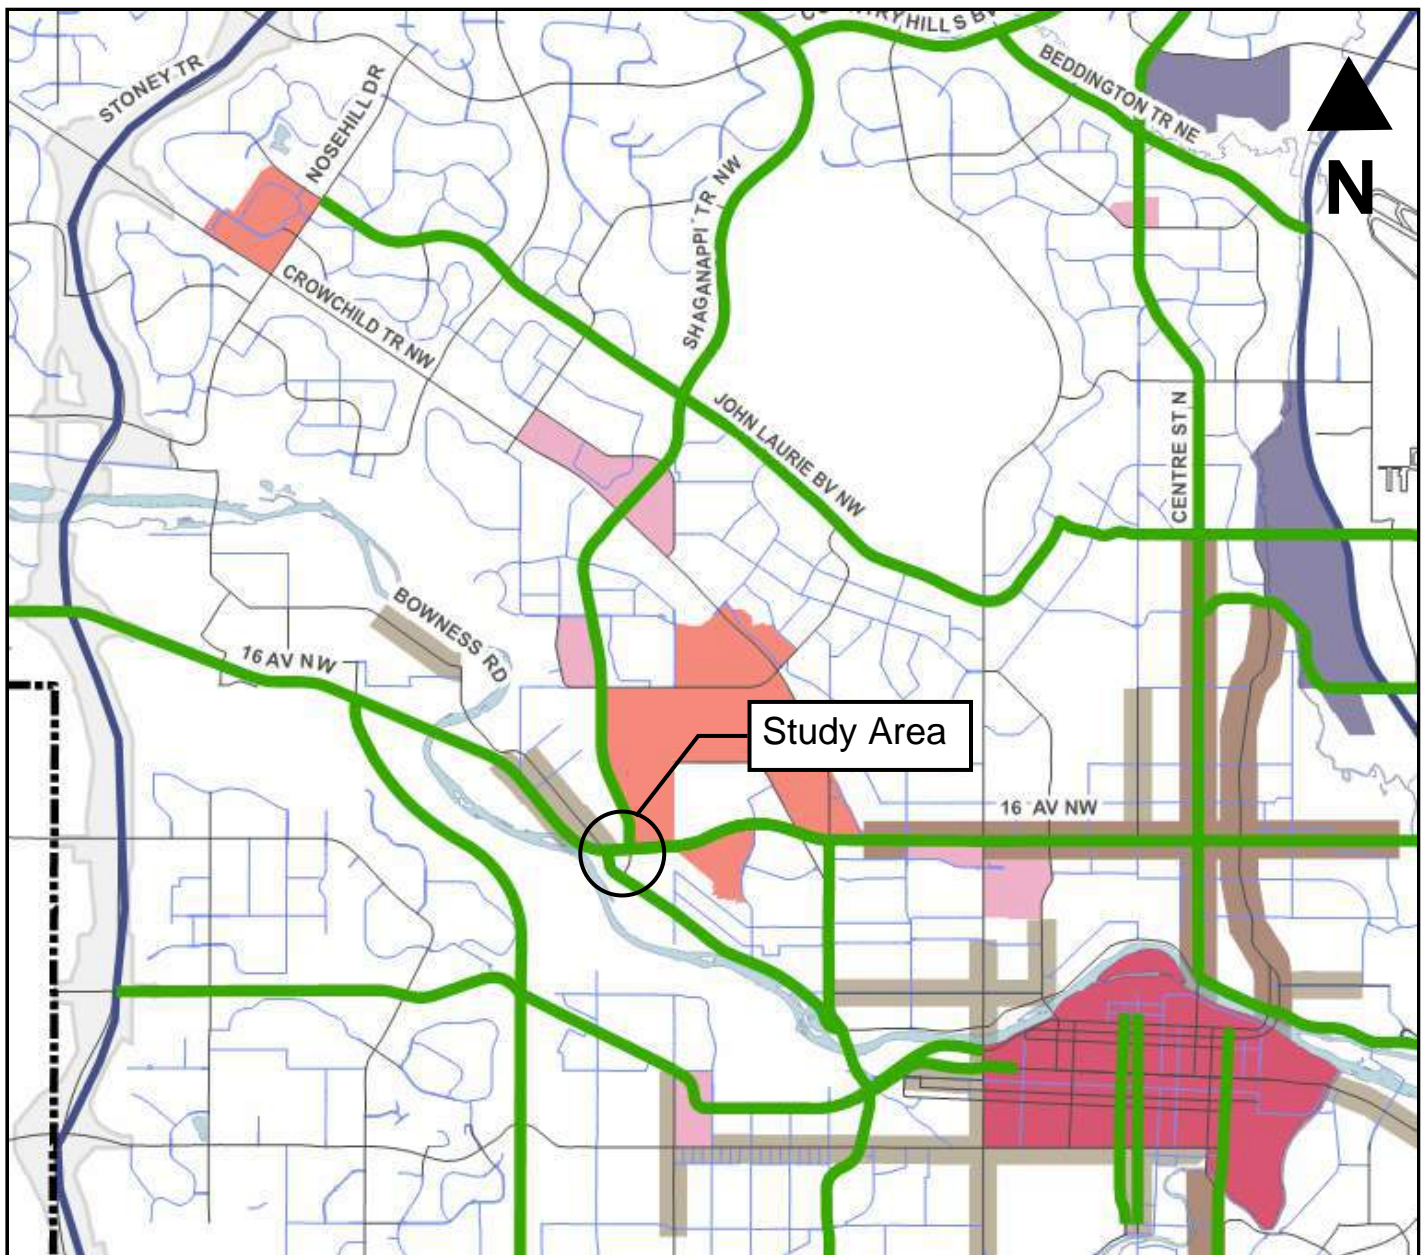 COUNTRY HILLS BV
STONEY TR
NOSEHILL DR
BEDDINGTON TR NE
N
SHAGANAPPI TR NW
CROWCHILD TR NW
JOHN LAURIE BV NW
CENTRE ST N
BOWNESS RD
16 AV NW
Study Area
16 AV NW